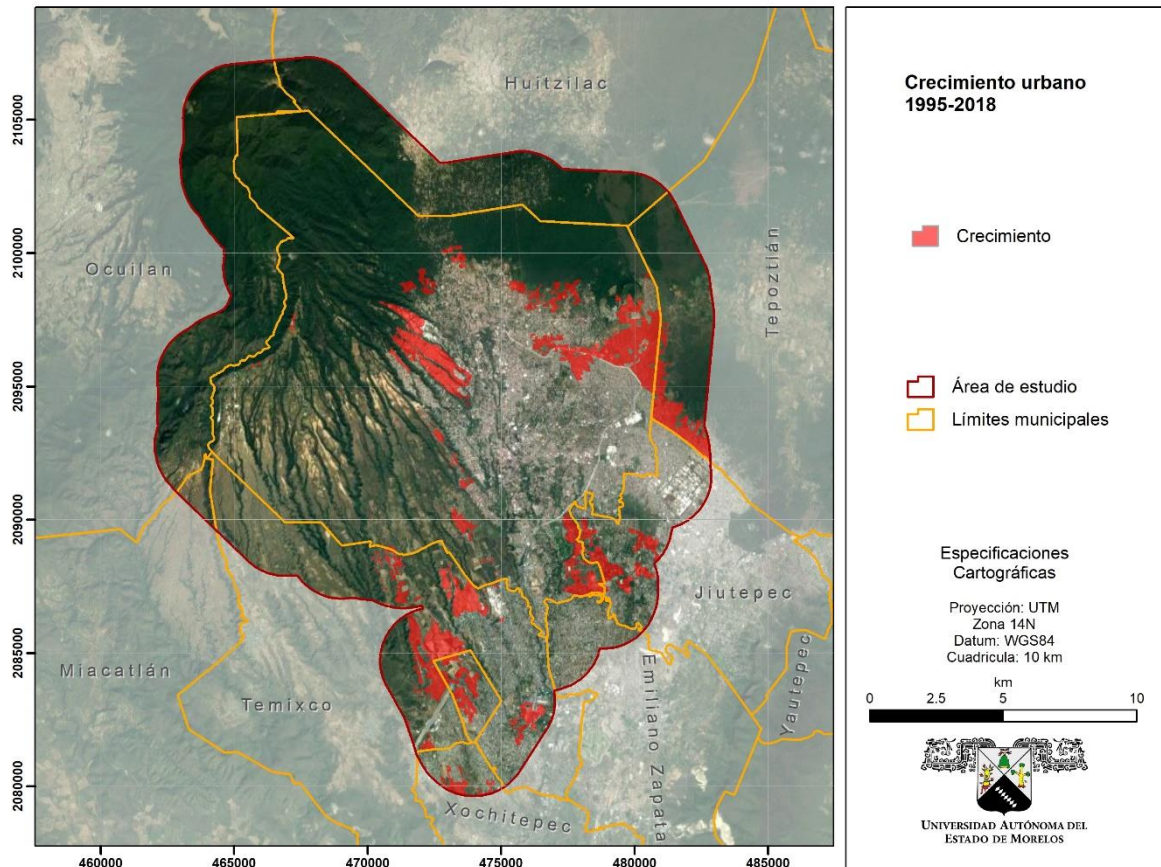 Huitzilac
Ocuilan
Tepoztlán
Jiutepec
Miacatlán
Temixco
Emiliano Zapata
Yautepec
Xochitepec
2105000
2100000
2095000
2090000
2085000
2080000
460000
465000
470000
475000
480000
485000
Crecimiento urbano
1995-2018
Crecimiento
Área de estudio
Límites municipales
Especificaciones
Cartográficas
Proyección: UTM
Zona 14N
Datum: WGS84
Cuadricula: 10 km
km
0 2.5 5 10
UNIVERSIDAD AUTÓNOMA DEL
ESTADO DE MORELOS